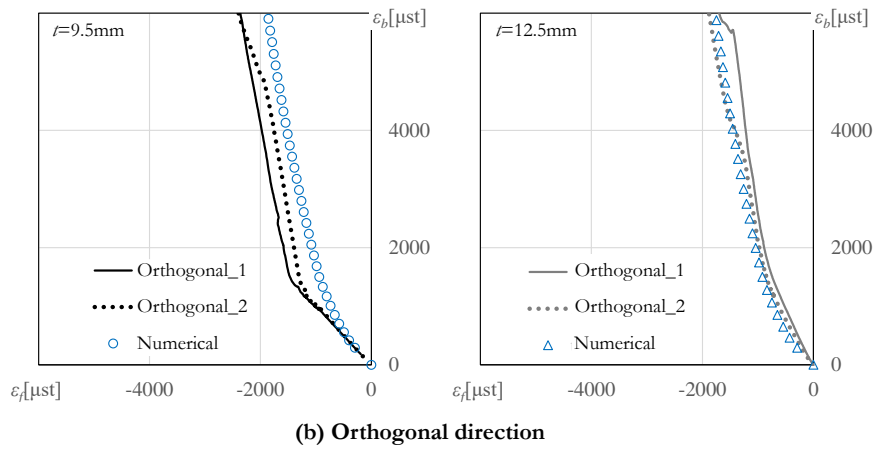 t=9.5mm
εb[µst]
4000
2000
0
Orthogonal_1
Orthogonal_2
Numerical
εf[µst]
-4000
-2000
0
t=12.5mm
εb[µst]
4000
2000
0
Orthogonal_1
Orthogonal_2
Numerical
εf[µst]
-4000
-2000
0
(b) Orthogonal direction